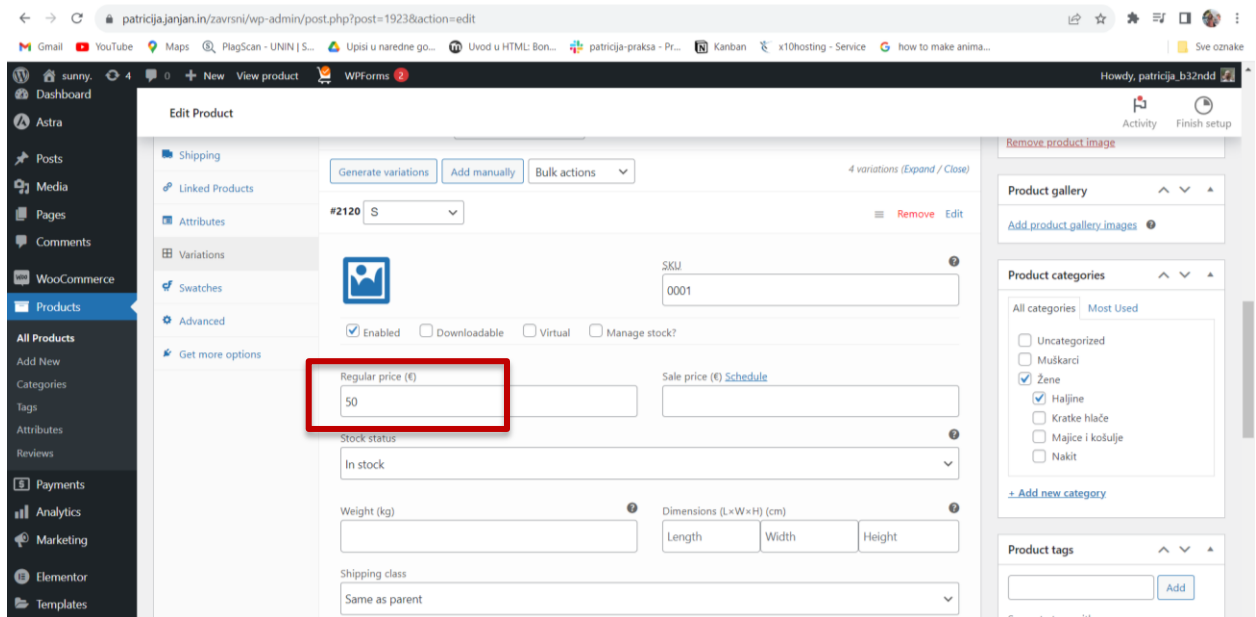 patricija.janjan.in/zavrsni/wp-admin/post.php?post=1923&action=edit
Gmail YouTube Maps PlagScan - UNIN | S... Upisi u naredne go... Uvod u HTML: Bon... patricija-praksa - Pr... Kanban x10hosting - Service how to make anima... Sve oznake
sunny. 4 0 + New View product WPForms 2 Howdy, patricija_b32ndd
Dashboard
Astra
Posts
Media
Pages
Comments
WooCommerce
Products
All Products
Add New
Categories
Tags
Attributes
Reviews
Payments
Analytics
Marketing
Elementor
Templates
Edit Product
Activity
Finish setup
Shipping
Linked Products
Attributes
Variations
Swatches
Advanced
Get more options
Generate variations Add manually Bulk actions 4 variations (Expand / Close)
#2120 S Remove Edit
SKU
0001
Enabled Downloadable Virtual Manage stock?
Regular price (€)
50
Sale price (€) Schedule
Stock status
In stock
Weight (kg)
Dimensions (L×W×H) (cm)
Length Width Height
Shipping class
Same as parent
Remove product image
Product gallery
Add product gallery images
Product categories
All categories Most Used
Uncategorized
Muškarci
Žene
Haljine
Kratke hlače
Majice i košulje
Nakit
+ Add new category
Product tags
Add